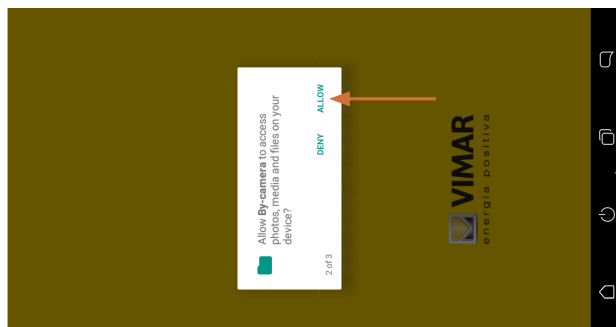 Allow By-camera to access
photos, media and files on your
device?
2 of 3
DENY
ALLOW
VIMAR
energia positiva